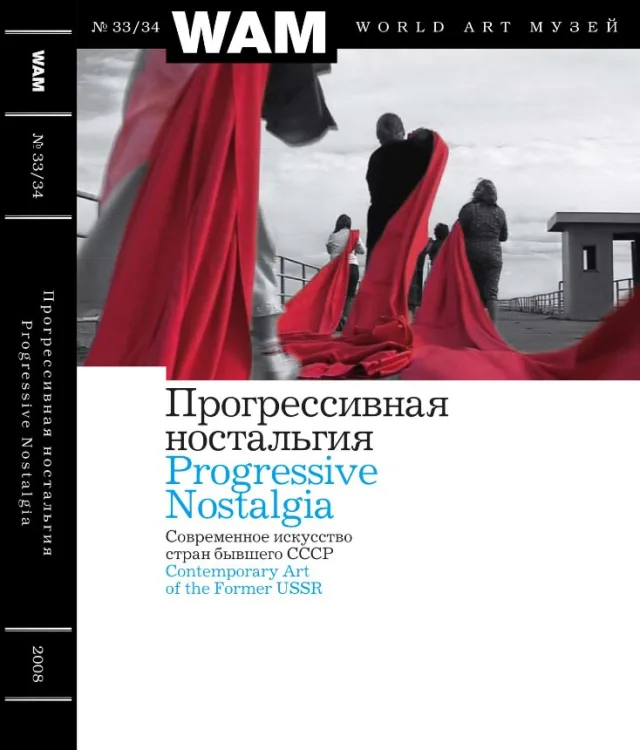 WAM
№ 33/34
Прогрессивная ностальгия
Progressive Nostalgia
2008
№ 33/34
WAM
WORLD ART МУЗЕЙ
Прогрессивная
ностальгия
Progressive
Nostalgia
Современное искусство
стран бывшего СССР
Contemporary Art
of the Former USSR